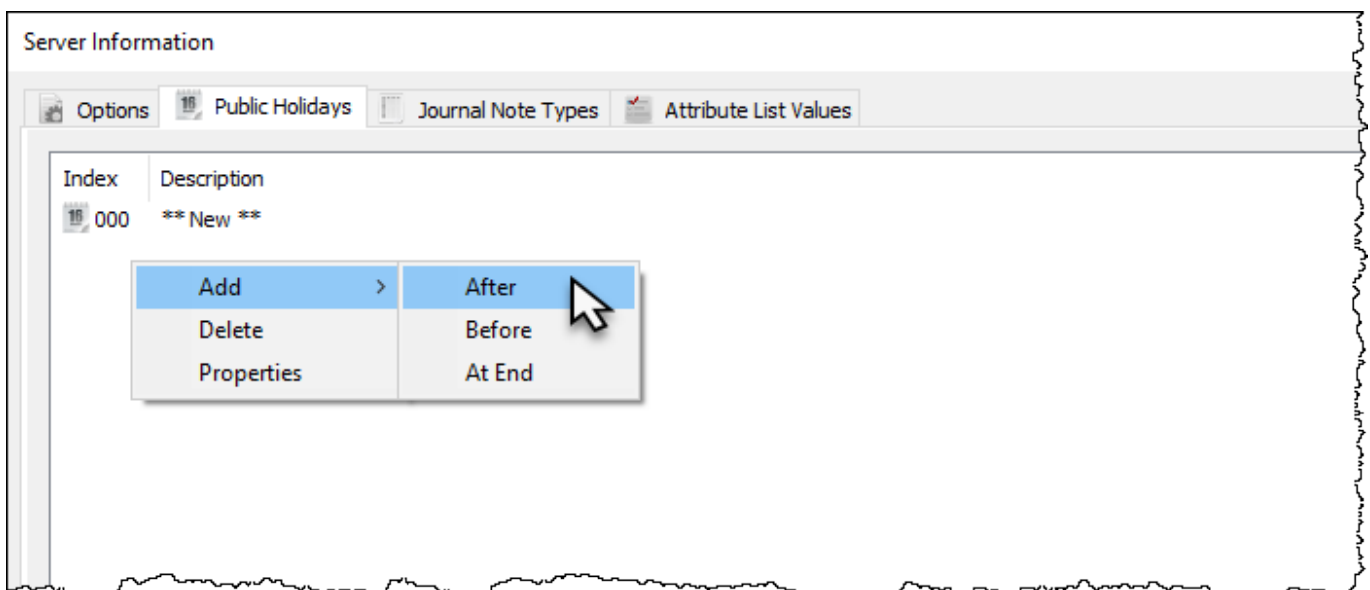 Server Information
Options Public Holidays Journal Note Types Attribute List Values
Index Description
16 000 ** New **
Add > After
Delete Before
Properties At End